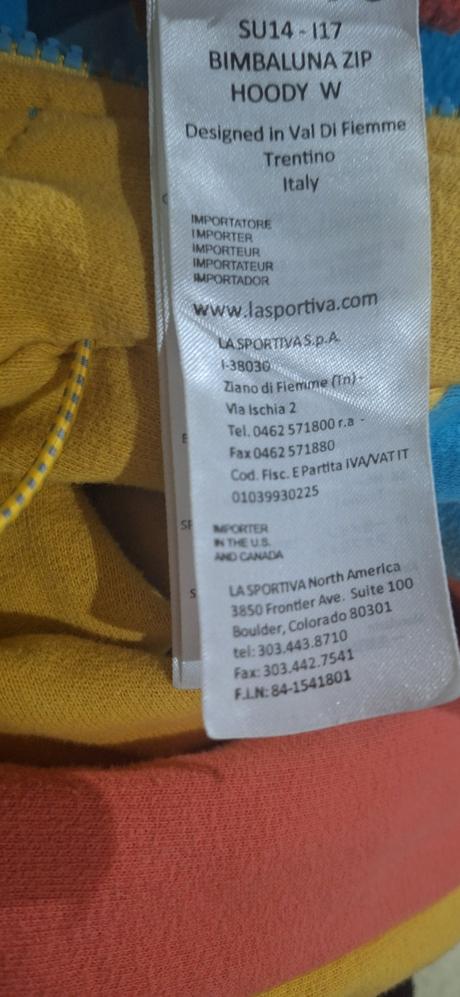 SU14 - I17
BIMBALUNA ZIP
HOODY W
Designed in Val Di Fiemme
Trentino
Italy
IMPORTATORE
IMPORTER
IMPORTEUR
IMPORTATEUR
IMPORTADOR
www.lasportiva.com
LA SPORTIVA S.p.A.
I-38030
Ziano di Fiemme (Tn) -
Via Ischia 2
Tel. 0462 571800 r.a -
Fax 0462 571880
Cod. Fisc. E Partita IVA/VAT IT
01039930225
IMPORTER
IN THE U.S.
AND CANADA
LA SPORTIVA North America
3850 Frontier Ave. Suite 100
Boulder, Colorado 80301
tel: 303.443.8710
Fax: 303.442.7541
F.I.N: 84-1541801